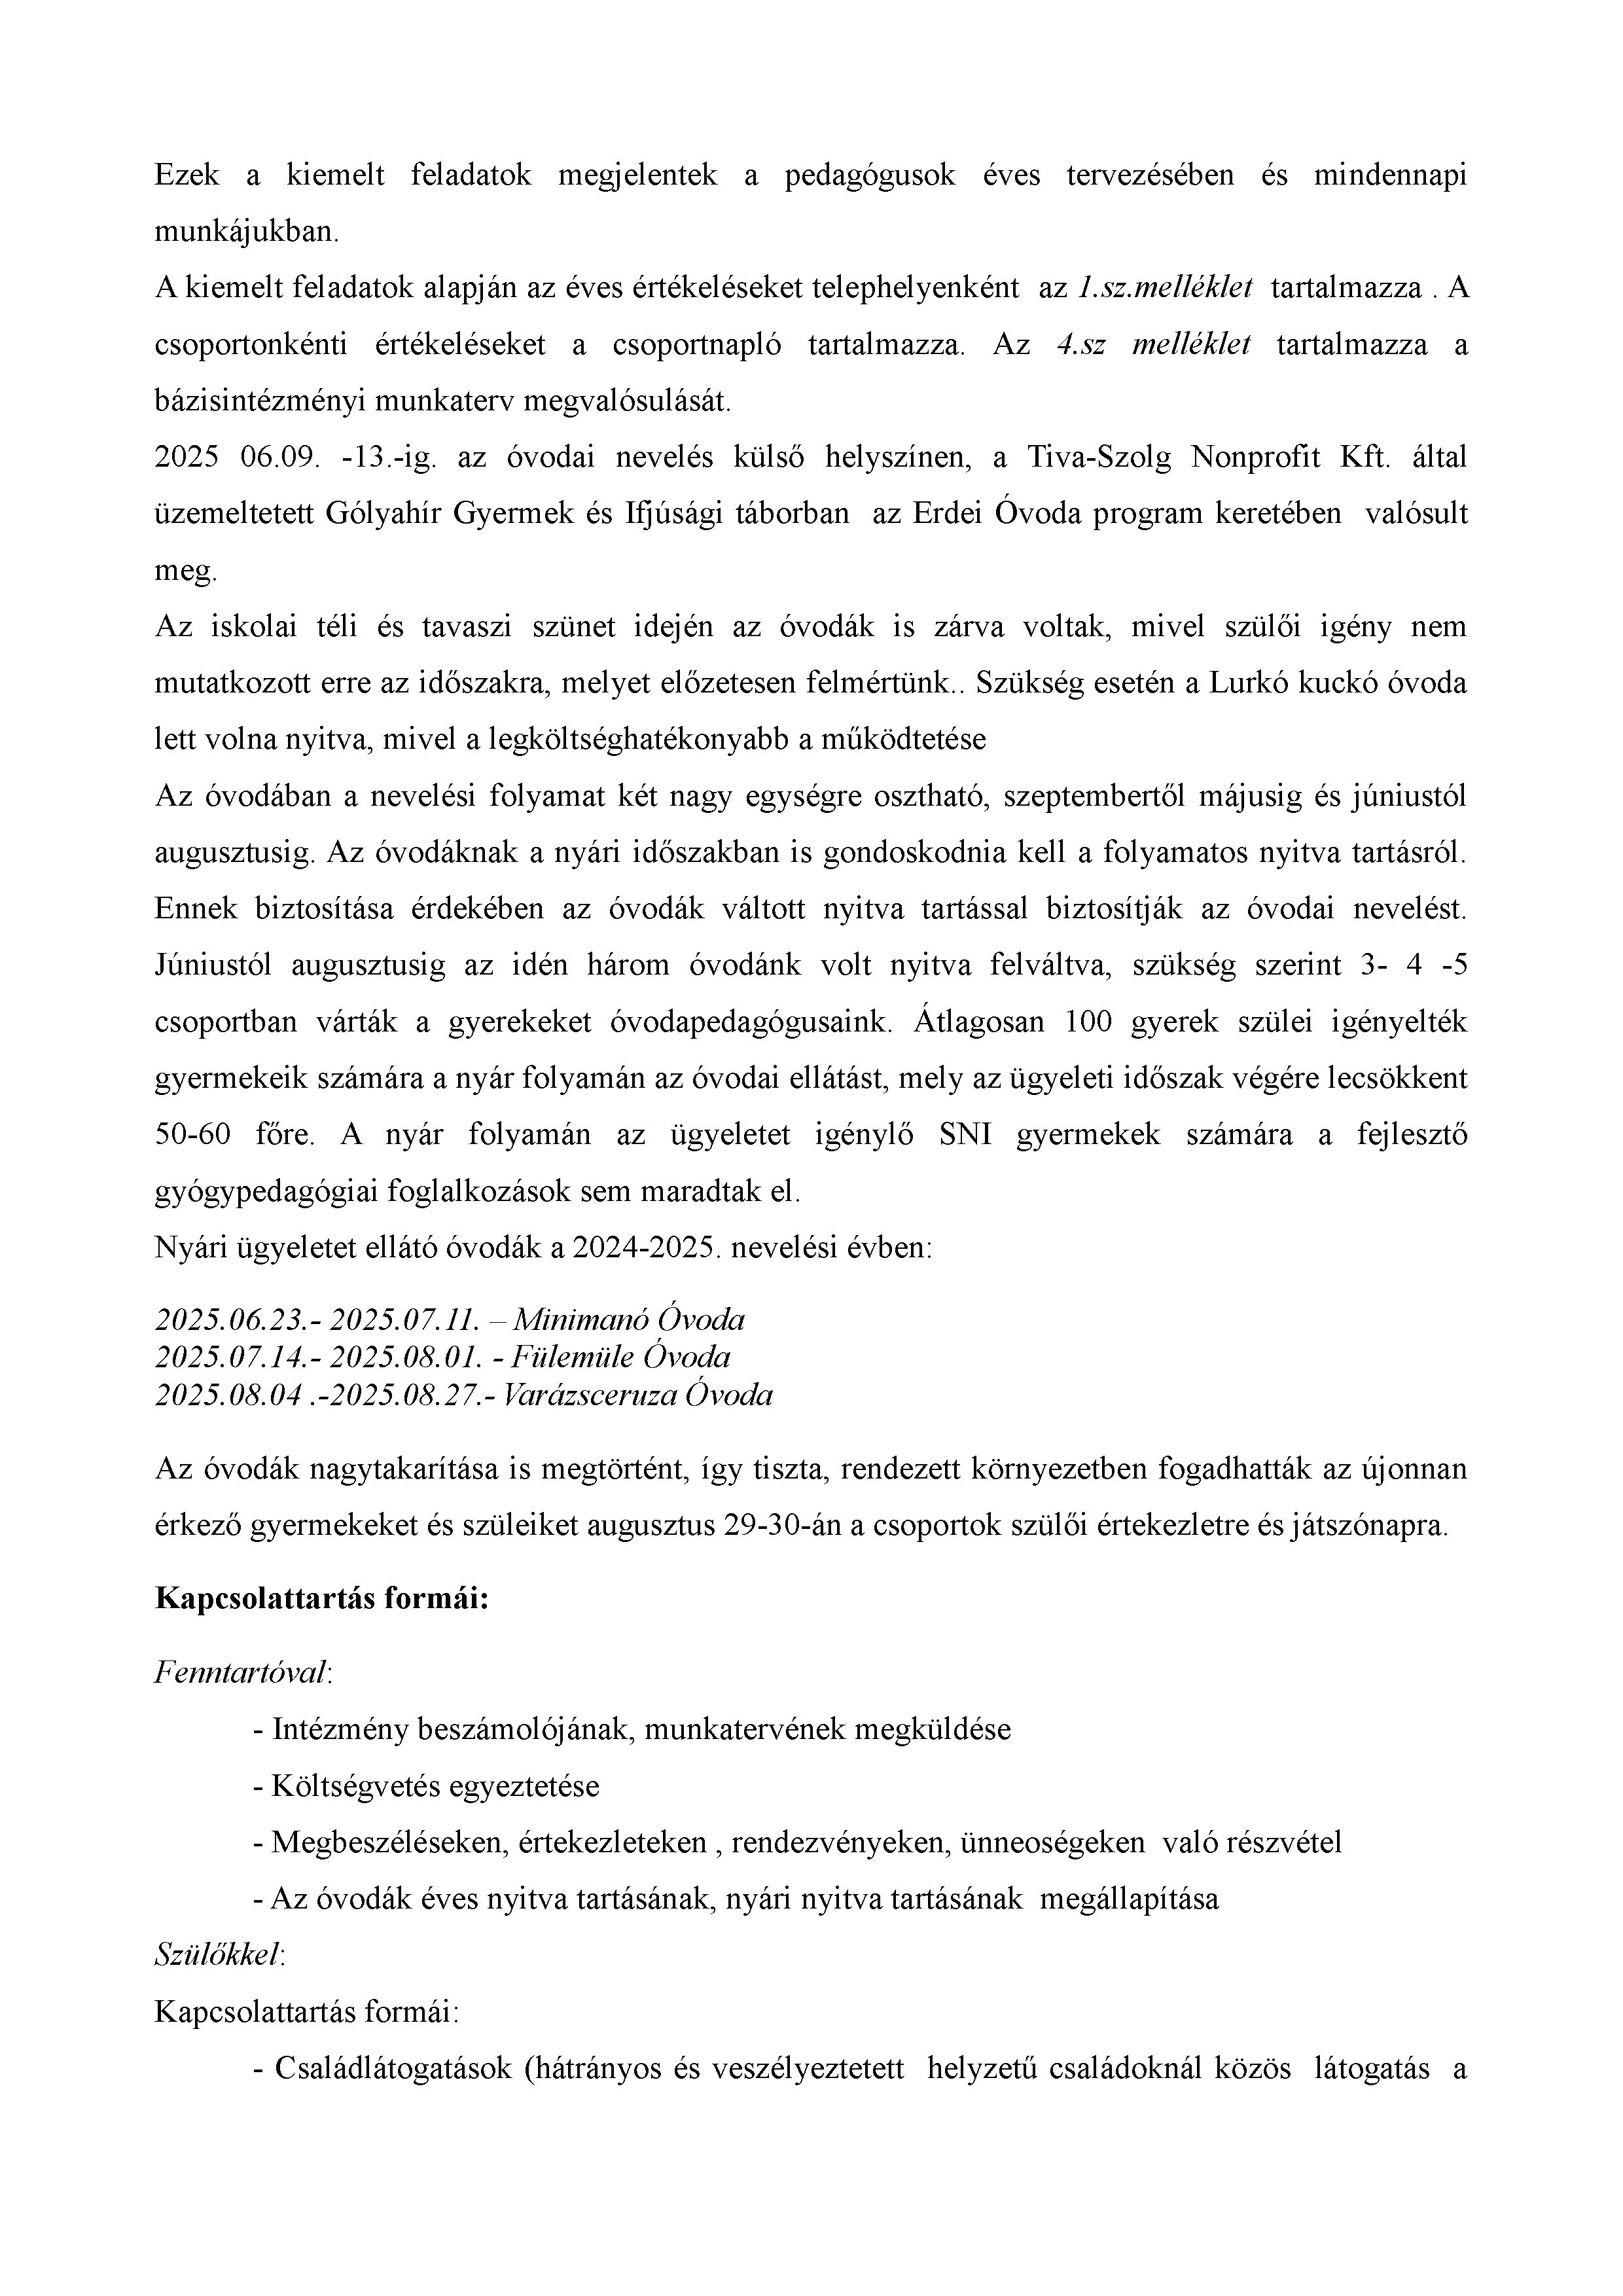 Ezek a kiemelt feladatok megjelentek a pedagógusok éves tervezésében és mindennapi
munkájukban.
A kiemelt feladatok alapján az éves értékeléseket telephelyenként az 1.sz.melléklet tartalmazza . A
csoportonkénti értékeléseket a csoportnapló tartalmazza. Az 4.sz melléklet tartalmazza a
bázisintézményi munkaterv megvalósulását.
2025 06.09. -13.-ig. az óvodai nevelés külső helyszínen, a Tiva-Szolg Nonprofit Kft. által
üzemeltetett Gólyahír Gyermek és Ifjúsági táborban az Erdei Óvoda program keretében valósult
meg.
Az iskolai téli és tavaszi szünet idején az óvodák is zárva voltak, mivel szülői igény nem
mutatkozott erre az időszakra, melyet előzetesen felmértünk.. Szükség esetén a Lurkó kuckó óvoda
lett volna nyitva, mivel a legköltséghatékonyabb a működtetése
Az óvodában a nevelési folyamat két nagy egységre osztható, szeptembertől májusig és júniustól
augusztusig. Az óvodáknak a nyári időszakban is gondoskodnia kell a folyamatos nyitva tartásról.
Ennek biztosítása érdekében az óvodák váltott nyitva tartással biztosítják az óvodai nevelést.
Júniustól augusztusig az idén három óvodánk volt nyitva felváltva, szükség szerint 3- 4 -5
csoportban várták a gyerekeket óvodapedagógusaink. Átlagosan 100 gyerek szülei igényelték
gyermekeik számára a nyár folyamán az óvodai ellátást, mely az ügyeleti időszak végére lecsökkent
50-60 főre. A nyár folyamán az ügyeletet igénylő SNI gyermekek számára a fejlesztő
gyógypedagógiai foglalkozások sem maradtak el.
Nyári ügyeletet ellátó óvodák a 2024-2025. nevelési évben:
2025.06.23.- 2025.07.11. – Minimanó Óvoda
2025.07.14.- 2025.08.01. - Fülemüle Óvoda
2025.08.04 .-2025.08.27.- Varázsceruza Óvoda
Az óvodák nagytakarítása is megtörtént, így tiszta, rendezett környezetben fogadhatták az újonnan
érkező gyermekeket és szüleiket augusztus 29-30-án a csoportok szülői értekezletre és játszónapra.
Kapcsolattartás formái:
Fenntartóval:
- Intézmény beszámolójának, munkatervének megküldése
- Költségvetés egyeztetése
- Megbeszéléseken, értekezleteken , rendezvényeken, ünneoségeken való részvétel
- Az óvodák éves nyitva tartásának, nyári nyitva tartásának megállapítása
Szülőkkel:
Kapcsolattartás formái:
- Családlátogatások (hátrányos és veszélyeztetett helyzetű családoknál közös látogatás a